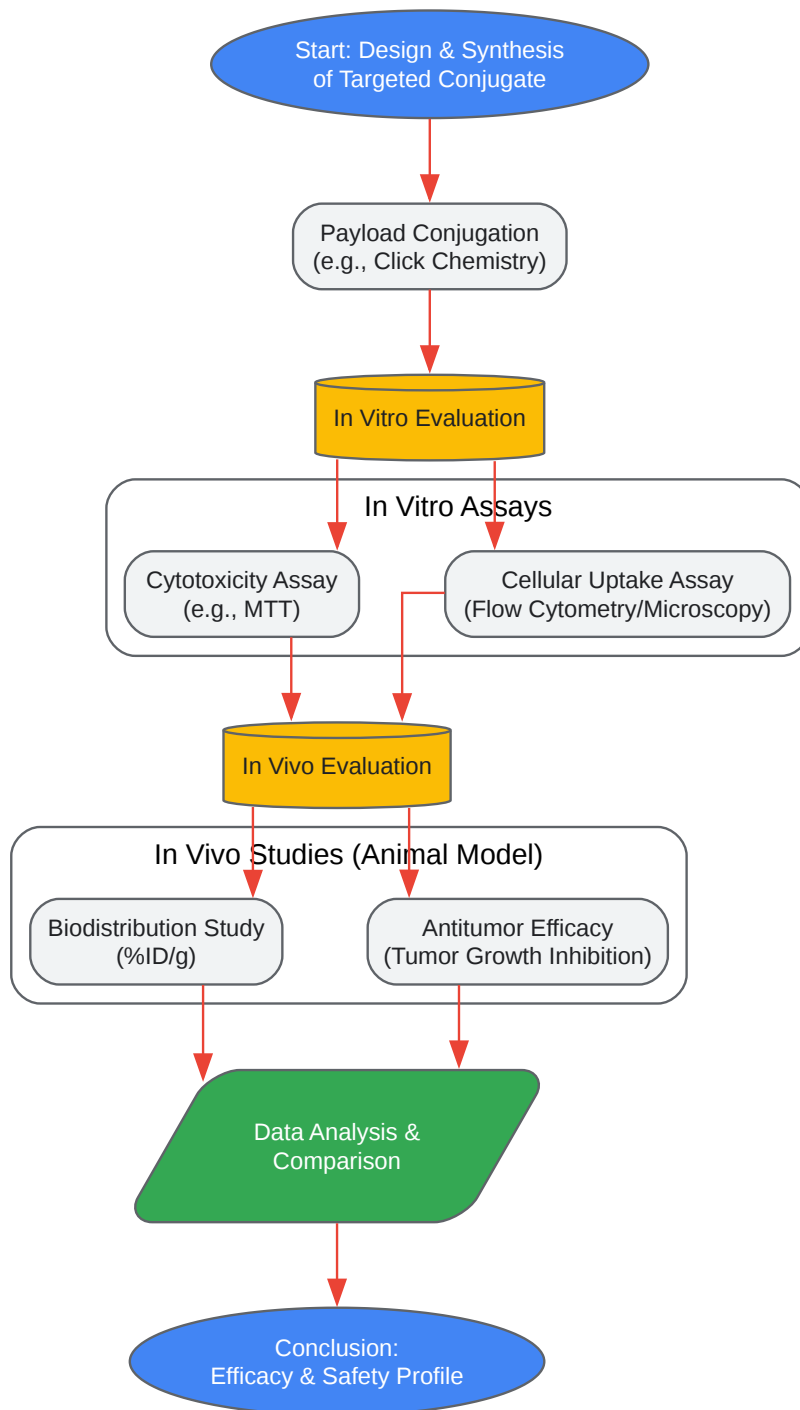 Start: Design & Synthesis
of Targeted Conjugate
Payload Conjugation
(e.g., Click Chemistry)
In Vitro Evaluation
In Vitro Assays
Cytotoxicity Assay
(e.g., MTT)
Cellular Uptake Assay
(Flow Cytometry/Microscopy)
In Vivo Evaluation
In Vivo Studies (Animal Model)
Biodistribution Study
(%ID/g)
Antitumor Efficacy
(Tumor Growth Inhibition)
Data Analysis &
Comparison
Conclusion:
Efficacy & Safety Profile